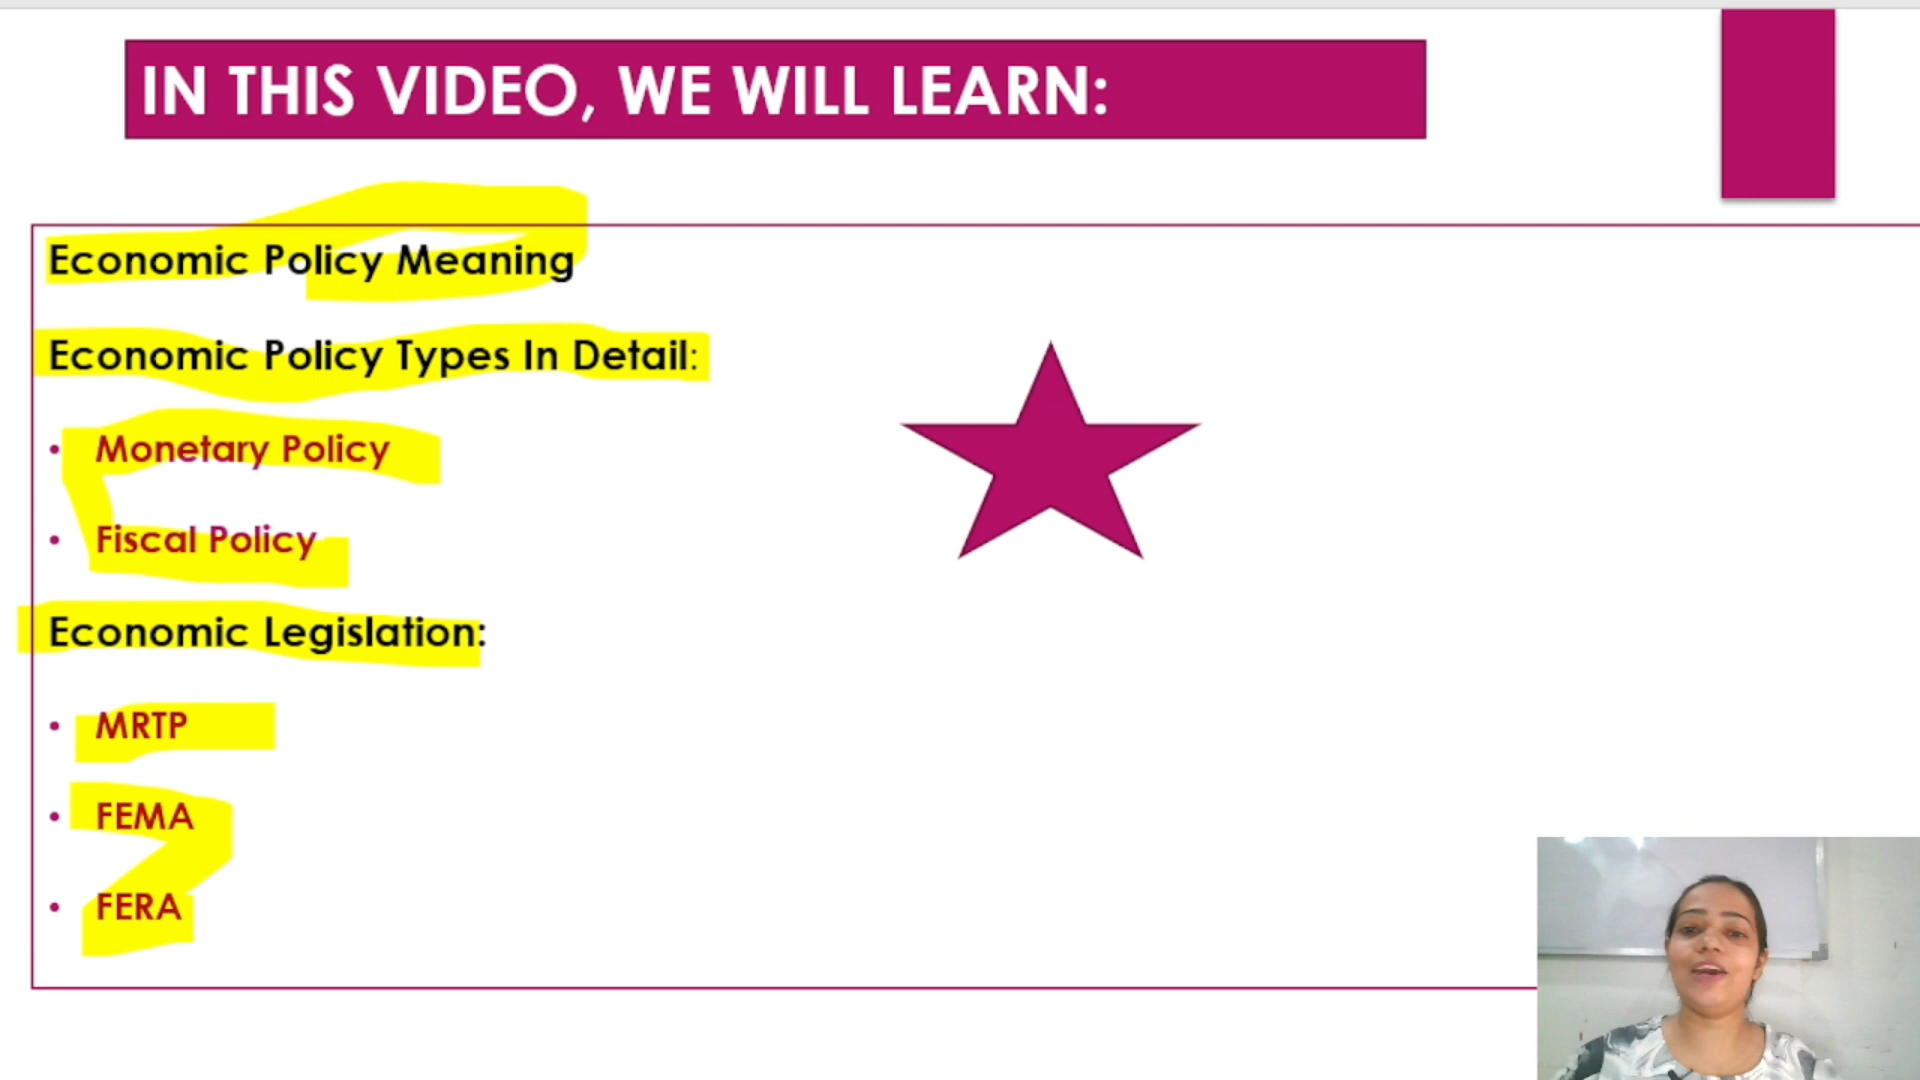 IN THIS VIDEO, WE WILL LEARN:
Economic Policy Meaning
Economic Policy Types In Detail:
• Monetary Policy
• Fiscal Policy
Economic Legislation:
• MRTP
• FEMA
• FERA